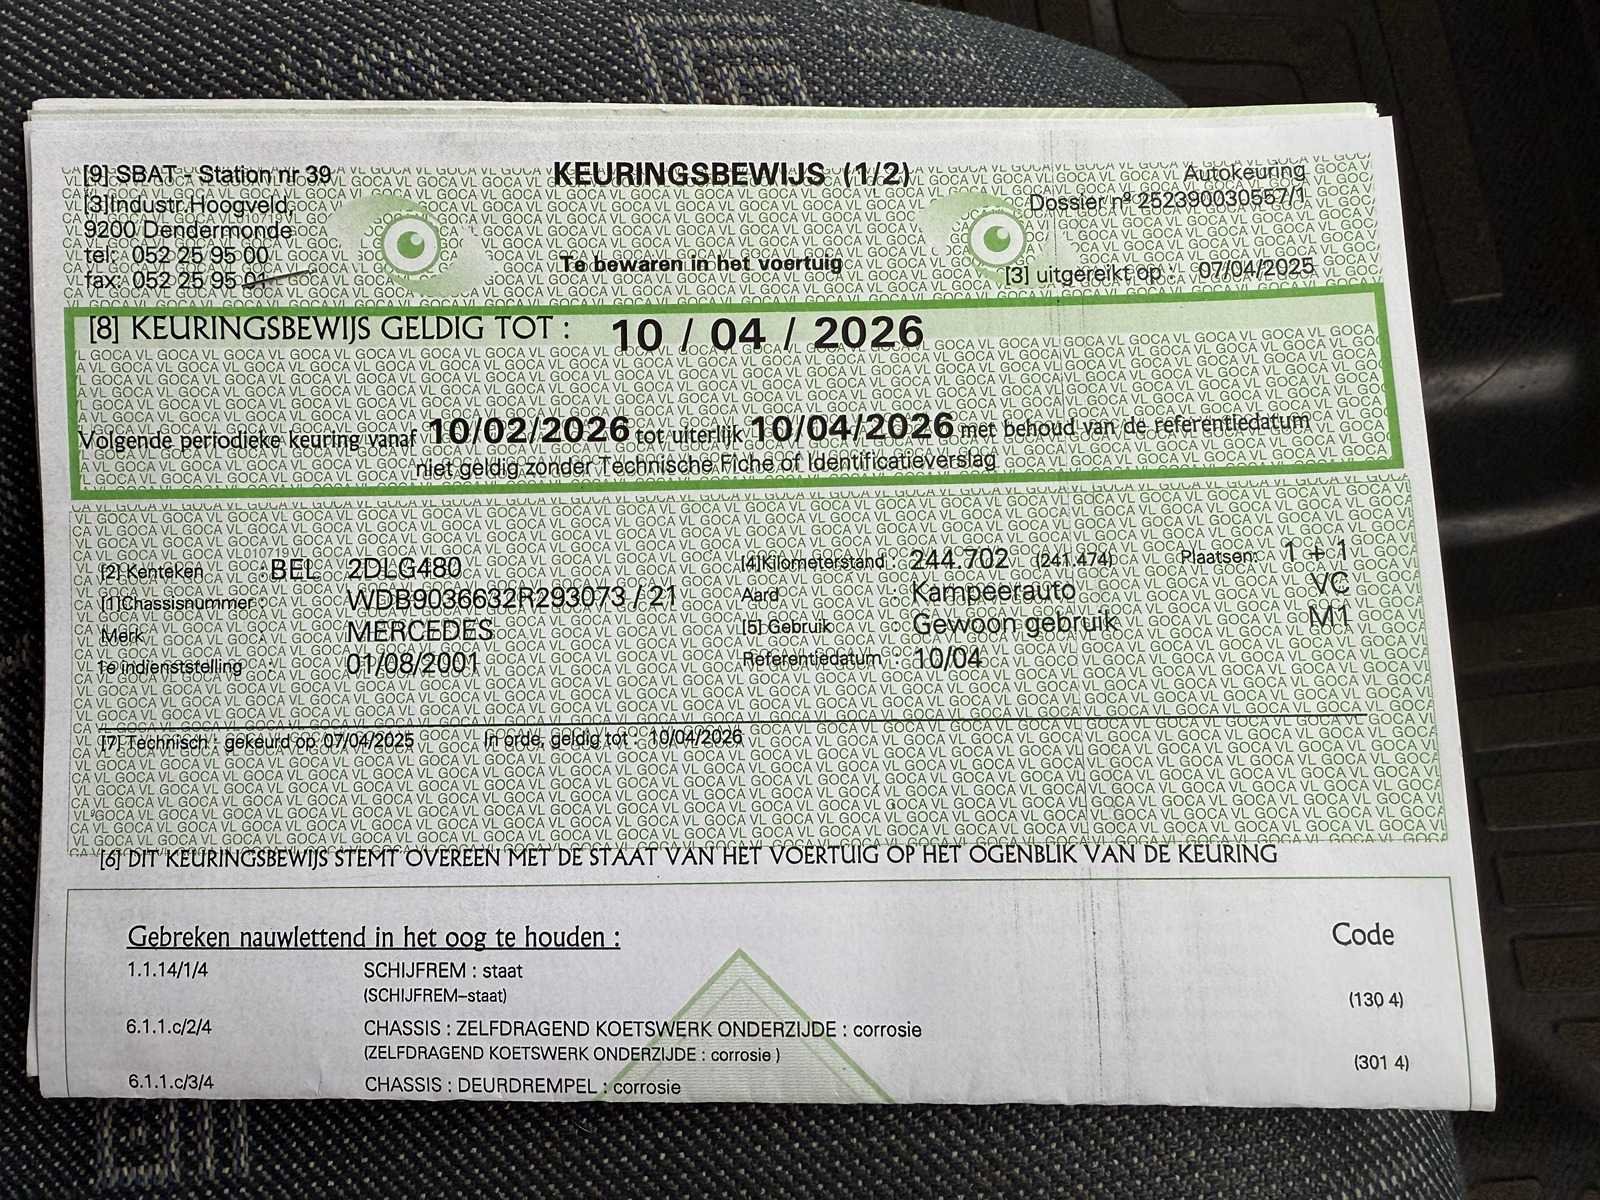 [9] SBAT - Station nr 39
KEURINGSBEWIJS (1/2)
Autokeuring
[3]Industr.Hoogveld,
Dossier nº 252390030557/1
9200 Dendermonde
tel: 052 25 95 00
Te bewaren in het voertuig
fax: 052 25 95 01
[3] uitgereikt op : 07/04/2025
[8] KEURINGSBEWIJS GELDIG TOT : 10 / 04 / 2026
Volgende periodieke keuring vanaf 10/02/2026 tot uiterlijk 10/04/2026 met behoud van de referentiedatum
niet geldig zonder Technische Fiche of Identificatieverslag
[2] Kenteken : BEL 2DLG480
[4]Kilometerstand : 244.702 (241.474) Plaatsen: 1 + 1
[1]Chassisnummer : WDB9036632R293073 / 21
Aard : Kampeerauto VC
Merk : MERCEDES
[5] Gebruik : Gewoon gebruik M1
1e indienststelling : 01/08/2001
Referentiedatum : 10/04
[7] Technisch : gekeurd op 07/04/2025 In orde, geldig tot : 10/04/2026
[6] DIT KEURINGSBEWIJS STEMT OVEREEN MET DE STAAT VAN HET VOERTUIG OP HET OGENBLIK VAN DE KEURING
Gebreken nauwlettend in het oog te houden : Code
1.1.14/1/4 SCHIJFREM : staat
(SCHIJFREM-staat) (130 4)
6.1.1.c/2/4 CHASSIS : ZELFDRAGEND KOETSWERK ONDERZIJDE : corrosie
(ZELFDRAGEND KOETSWERK ONDERZIJDE : corrosie ) (301 4)
6.1.1.c/3/4 CHASSIS : DEURDREMPEL : corrosie